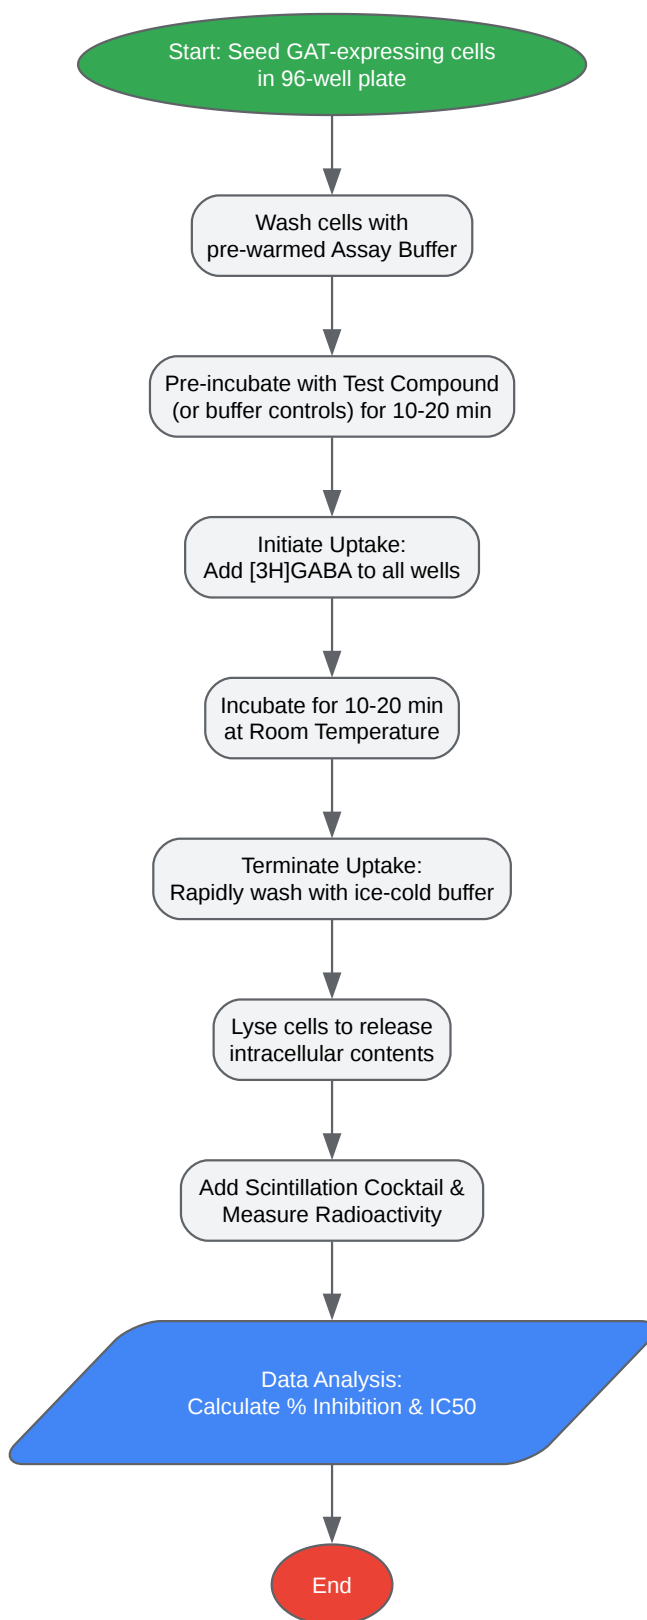 Start: Seed GAT-expressing cells
in 96-well plate
Wash cells with
pre-warmed Assay Buffer
Pre-incubate with Test Compound
(or buffer controls) for 10-20 min
Initiate Uptake:
Add [3H]GABA to all wells
Incubate for 10-20 min
at Room Temperature
Terminate Uptake:
Rapidly wash with ice-cold buffer
Lyse cells to release
intracellular contents
Add Scintillation Cocktail &
Measure Radioactivity
Data Analysis:
Calculate % Inhibition & IC50
End